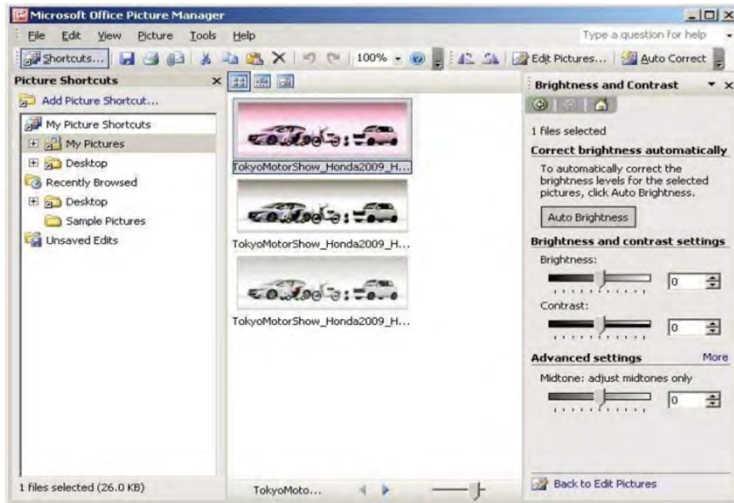 Microsoft Office Picture Manager
File Edit View Picture Tools Help
Type a question for help
Shortcuts... 100% Edit Pictures... Auto Correct
Picture Shortcuts
Add Picture Shortcut...
My Picture Shortcuts
My Pictures
Desktop
Recently Browsed
Desktop
Sample Pictures
Unsaved Edits
1 files selected (26.0 KB)
TokyoMotorShow_Honda2009_H...
TokyoMotorShow_Honda2009_H...
TokyoMotorShow_Honda2009_H...
TokyoMoto...
Brightness and Contrast
1 files selected
Correct brightness automatically
To automatically correct the
brightness levels for the selected
pictures, click Auto Brightness.
Auto Brightness
Brightness and contrast settings
Brightness:
0
Contrast:
0
Advanced settings More
Midtone: adjust midtones only
0
Back to Edit Pictures